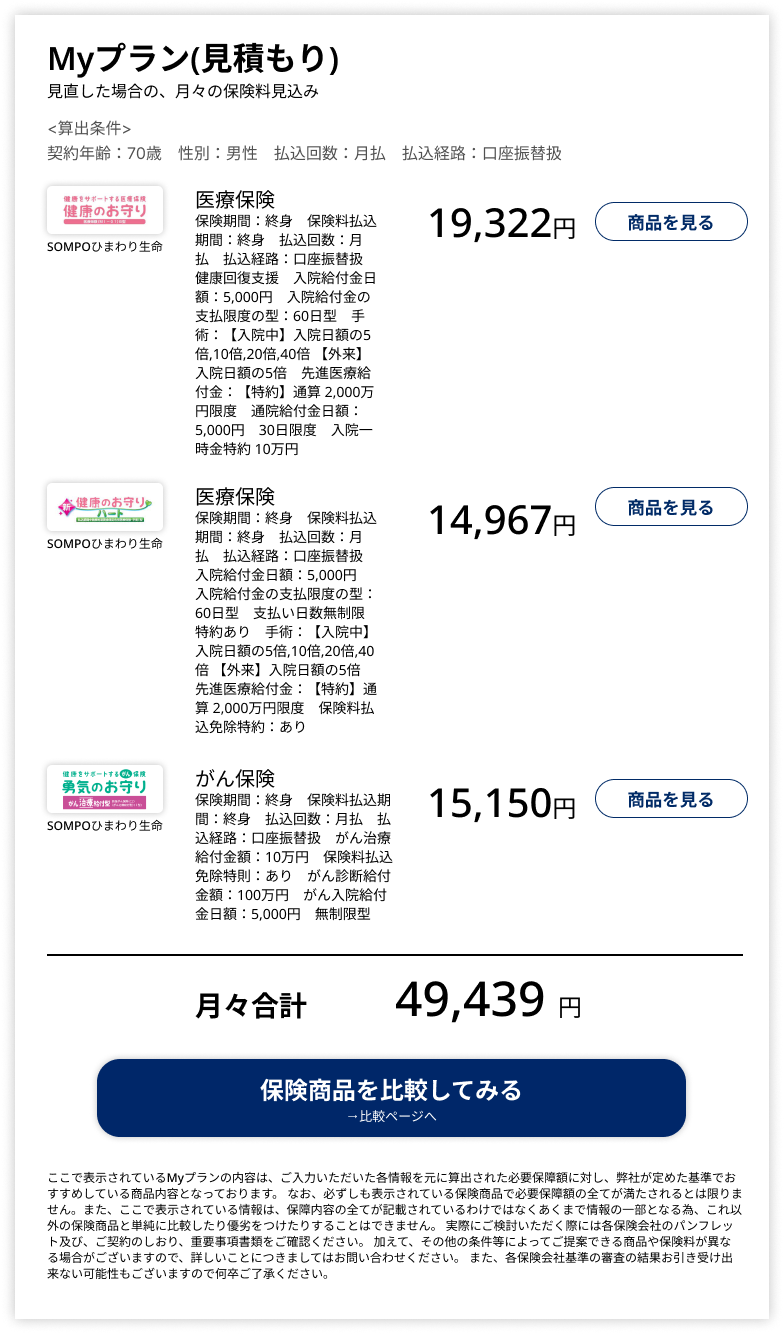 Myプラン(見積もり)
見直した場合の、月々の保険料見込み
<算出条件>
契約年齢：70歳　性別：男性　払込回数：月払　払込経路：口座振替扱
健康をサポートする医療保険
健康のお守り
SOMPOひまわり生命
医療保険
保険期間：終身　保険料払込
期間：終身　払込回数：月
払　払込経路：口座振替扱
健康回復支援　入院給付金日
額：5,000円　入院給付金の
支払限度の型：60日型　手
術：【入院中】入院日額の5
倍,10倍,20倍,40倍 【外来】
入院日額の5倍　先進医療給
付金：【特約】通算 2,000万
円限度　通院給付金日額：
5,000円　30日限度　入院一
時金特約 10万円
19,322円
商品を見る
新 健康のお守り
ハート
SOMPOひまわり生命
医療保険
保険期間：終身　保険料払込
期間：終身　払込回数：月
払　払込経路：口座振替扱
入院給付金日額：5,000円
入院給付金の支払限度の型：
60日型　支払い日数無制限
特約あり　手術：【入院中】
入院日額の5倍,10倍,20倍,40
倍 【外来】入院日額の5倍
先進医療給付金：【特約】通
算 2,000万円限度　保険料払
込免除特約：あり
14,967円
商品を見る
健康をサポートするがん保険
勇気のお守り
がん治療給付型
SOMPOひまわり生命
がん保険
保険期間：終身　保険料払込期
間：終身　払込回数：月払　払
込経路：口座振替扱　がん治療
給付金額：10万円　保険料払込
免除特則：あり　がん診断給付
金額：100万円　がん入院給付
金日額：5,000円　無制限型
15,150円
商品を見る
月々合計 49,439 円
保険商品を比較してみる
→比較ページへ
ここで表示されているMyプランの内容は、ご入力いただいた各情報を元に算出された必要保障額に対し、弊社が定めた基準でお
すすめしている商品内容となっております。 なお、必ずしも表示されている保険商品で必要保障額の全てが満たされるとは限りま
せん。また、ここで表示されている情報は、保障内容の全てが記載されているわけではなくあくまで情報の一部となる為、これ以
外の保険商品と単純に比較したり優劣をつけたりすることはできません。 実際にご検討いただく際には各保険会社のパンフレッ
ト及び、ご契約のしおり、重要事項書類をご確認ください。 加えて、その他の条件等によってご提案できる商品や保険料が異な
る場合がございますので、詳しいことにつきましてはお問い合わせください。 また、各保険会社基準の審査の結果お引き受け出
来ない可能性もございますので何卒ご了承ください。